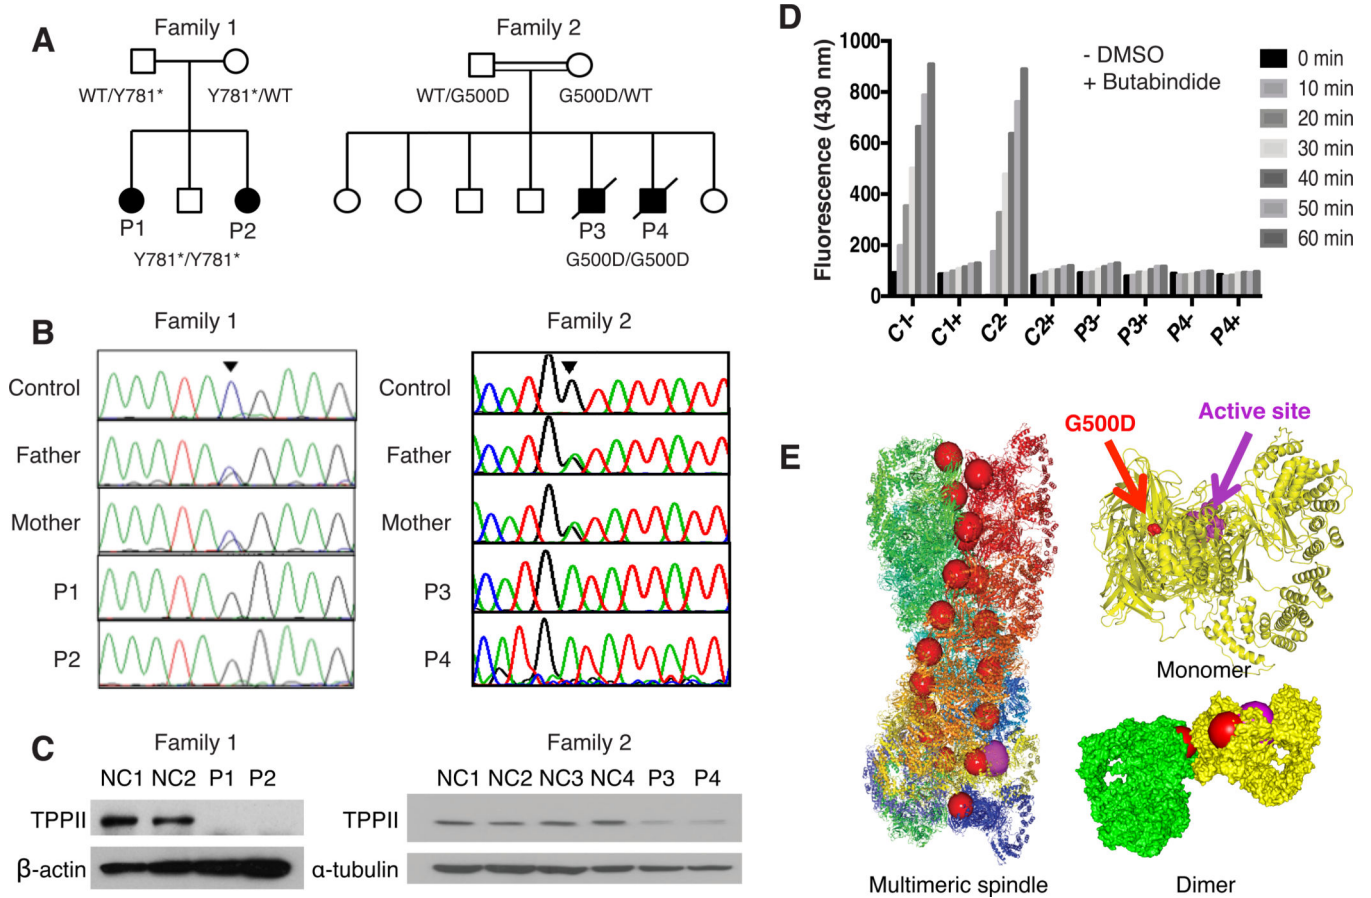 A
Family 1
Family 2
WT/Y781*
Y781*/WT
WT/G500D
G500D/WT
P1
P2
P3
P4
Y781*/Y781*
G500D/G500D
B
Family 1
Family 2
Control
Father
Mother
P1
P2
Control
Father
Mother
P3
P4
C
Family 1
Family 2
NC1 NC2 P1 P2
NC1 NC2 NC3 NC4 P3 P4
TPPII
TPPII
β-actin
α-tubulin
D
Fluorescence (430 nm)
1000
800
600
400
200
0
- DMSO
+ Butabindide
0 min
10 min
20 min
30 min
40 min
50 min
60 min
C1-
C1+
C2-
C2+
P3-
P3+
P4-
P4+
E
G500D
Active site
Monomer
Multimeric spindle
Dimer